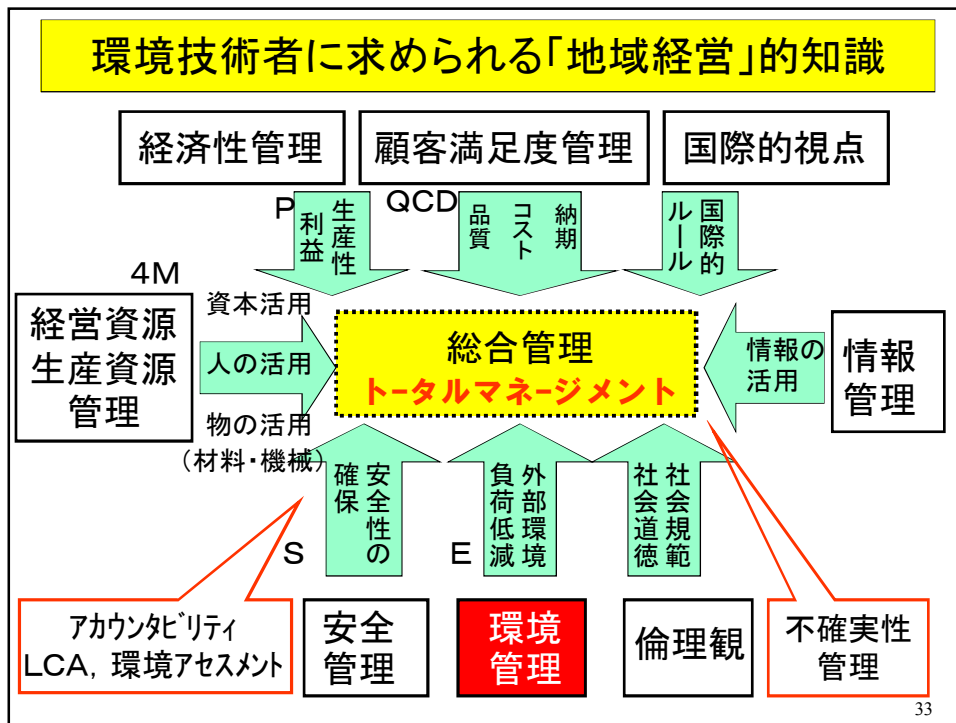 環境技術者に求められる「地域経営」的知識
経済性管理
顧客満足度管理
国際的視点
P
生産性
利益
QCD
品質
コスト
納期
国際的
ルール
4M
経営資源
生産資源
管理
資本活用
人の活用
物の活用
（材料・機械）
総合管理
トータルマネージメント
情報の
活用
情報
管理
安全性の
確保
S
外部環境
負荷低減
E
社会規範
社会道徳
アカウンタビリティ
LCA，環境アセスメント
安全
管理
環境
管理
倫理観
不確実性
管理
33